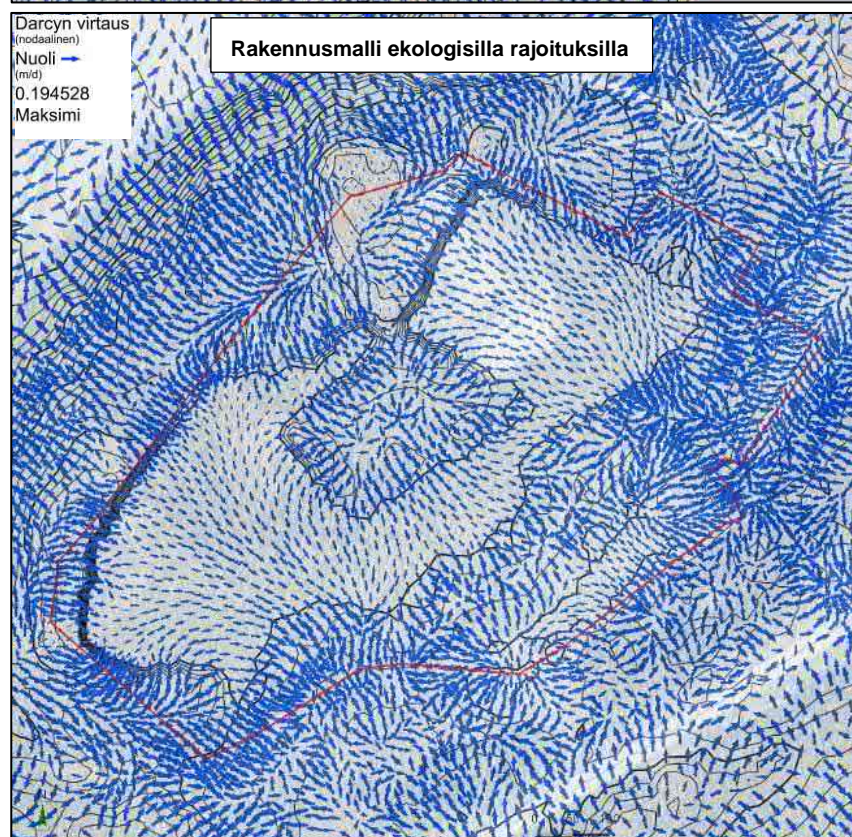 Darcyn virtaus
(nodaalinen)
Nuoli
(m/d)
0.194528
Maksimi
Rakennusmalli ekologisilla rajoituksilla